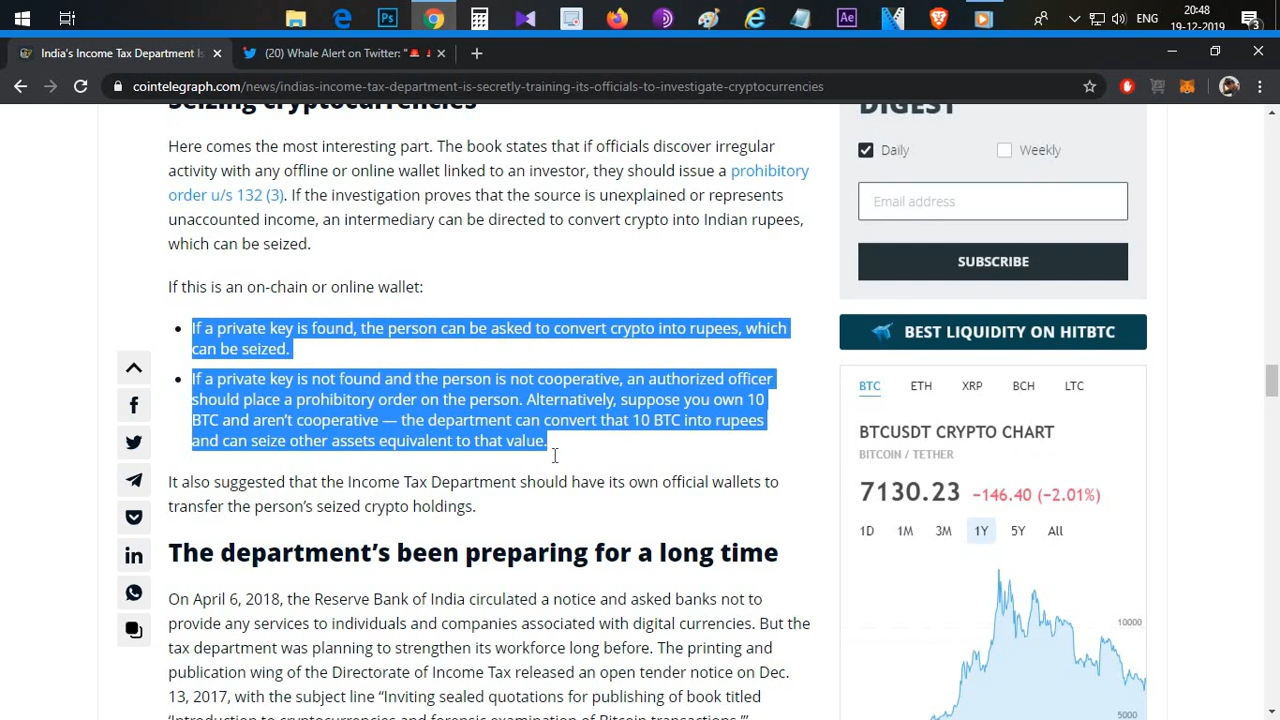 20:48
ENG
19-12-2019
3
India's Income Tax Department Is
(20) Whale Alert on Twitter: "🚨
cointelegraph.com/news/indias-income-tax-department-is-secretly-training-its-officials-to-investigate-cryptocurrencies
Seizing cryptocurrencies
Here comes the most interesting part. The book states that if officials discover irregular
activity with any offline or online wallet linked to an investor, they should issue a prohibitory
order u/s 132 (3). If the investigation proves that the source is unexplained or represents
unaccounted income, an intermediary can be directed to convert crypto into Indian rupees,
which can be seized.
If this is an on-chain or online wallet:
• If a private key is found, the person can be asked to convert crypto into rupees, which
can be seized.
• If a private key is not found and the person is not cooperative, an authorized officer
should place a prohibitory order on the person. Alternatively, suppose you own 10
BTC and aren't cooperative — the department can convert that 10 BTC into rupees
and can seize other assets equivalent to that value.
It also suggested that the Income Tax Department should have its own official wallets to
transfer the person's seized crypto holdings.
The department's been preparing for a long time
On April 6, 2018, the Reserve Bank of India circulated a notice and asked banks not to
provide any services to individuals and companies associated with digital currencies. But the
tax department was planning to strengthen its workforce long before. The printing and
publication wing of the Directorate of Income Tax released an open tender notice on Dec.
13, 2017, with the subject line "Inviting sealed quotations for publishing of book titled
'Introduction to cryptocurrencies and forensic examination of Bitcoin transactions.'"
DIGEST
Daily
Weekly
Email address
SUBSCRIBE
BEST LIQUIDITY ON HITBTC
BTC ETH XRP BCH LTC
BTCUSDT CRYPTO CHART
BITCOIN / TETHER
7130.23 −146.40 (−2.01%)
1D 1M 3M 1Y 5Y All
10000
5000